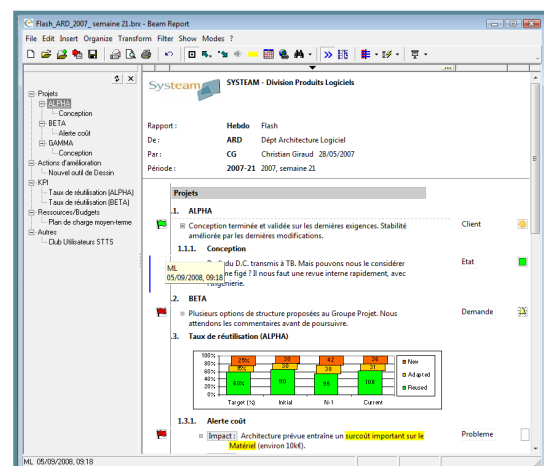 Flash_ARD_2007_ semaine 21.brx - Beam Report
File Edit Insert Organize Transform Filter Show Modes ?
Projets
ALPHA
Conception
BETA
Alerte coût
GAMMA
Conception
Actions d'amélioration
Nouvel outil de Dessin
KPI
Taux de réutilisation (ALPHA)
Taux de réutilisation (BETA)
Ressources/Budgets
Plan de charge moyen-terme
Autres
Club Utilisateurs STTS
Systeam SYSTEAM - Division Produits Logiciels
Rapport : Hebdo Flash
De : ARD Dépt Architecture Logiciel
Par : CG Christian Giraud 28/05/2007
Période : 2007-21 2007, semaine 21
Projets
.1. ALPHA
Conception terminée et validée sur les dernières exigences. Stabilité Client
améliorée par les dernières modifications.
1.1.1. Conception
du D.C. transmis à TB. Mais pouvons nous le considérer Etat
ML
me figé ? Il nous faut une revue interne rapidement, avec
05/09/2008, 09:18
l'ingénierie.
.2. BETA
Plusieurs options de structure proposées au Groupe Projet. Nous Demande
attendons les commentaires avant de poursuivre.
.3. Taux de réutilisation (ALPHA)
100%
80%
60%
40%
20%
0%
25% 30 42 36
15% 30 38 31
60% 90 95 108
Target (%) Initial N-1 Current
New
Adapted
Reused
1.3.1. Alerte coût
Impact : Architecture prévue entraîne un surcoût important sur le Probleme
Matériel (environ 10k€).
ML 05/09/2008, 09:18